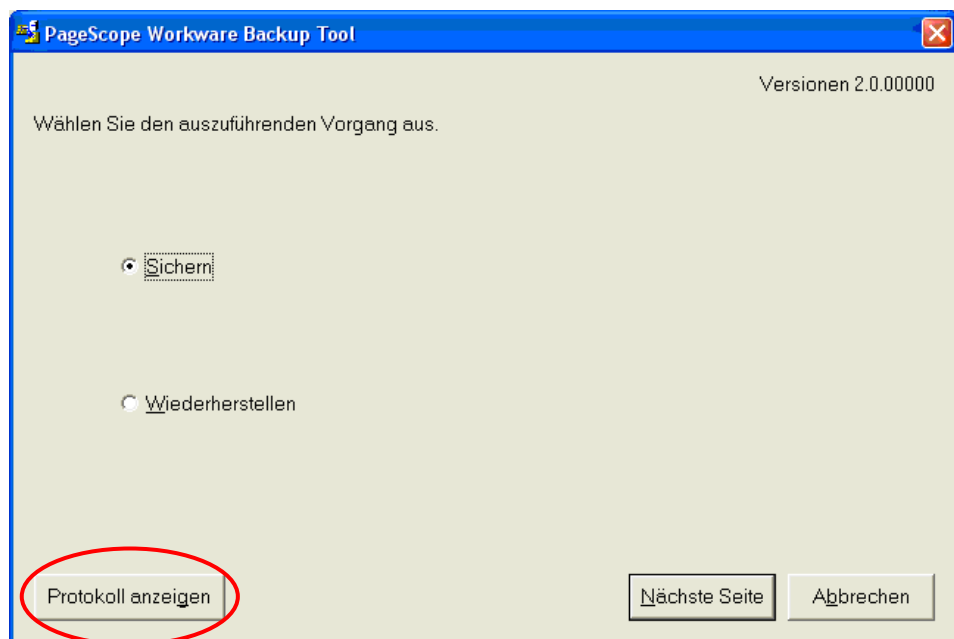 PageScope Workware Backup Tool
Versionen 2.0.00000
Wählen Sie den auszuführenden Vorgang aus.
Sichern
Wiederherstellen
Protokoll anzeigen
Nächste Seite
Abbrechen